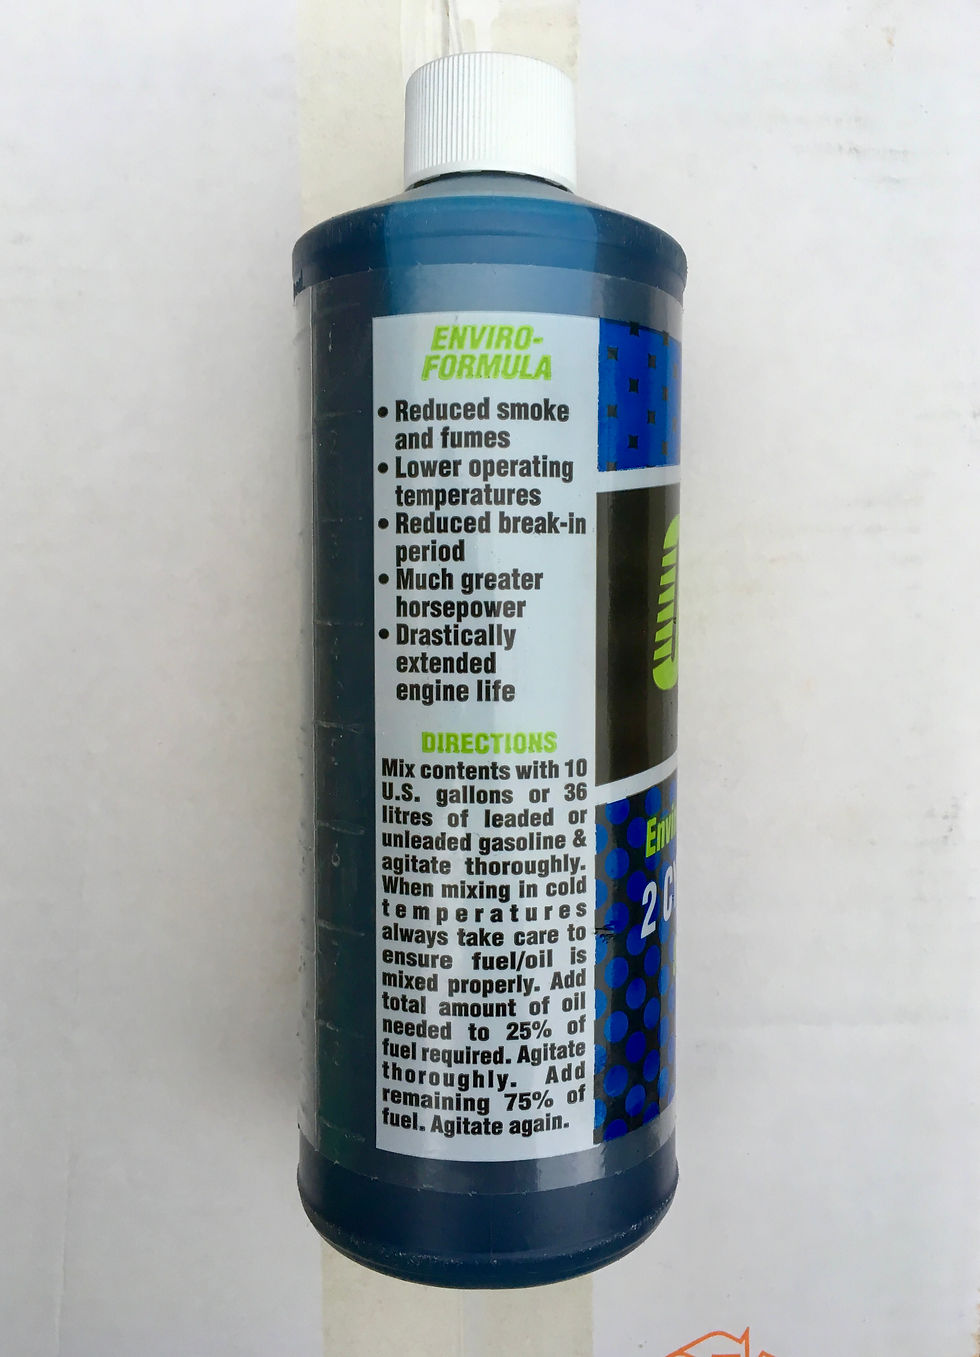 ENVIRO-
FORMULA
• Reduced smoke
and fumes
• Lower operating
temperatures
• Reduced break-in
period
• Much greater
horsepower
• Drastically
extended
engine life
DIRECTIONS
Mix contents with 10
U.S. gallons or 36
litres of leaded or
unleaded gasoline &
agitate thoroughly.
When mixing in cold
temperatures
always take care to
ensure fuel/oil is
mixed properly. Add
total amount of oil
needed to 25% of
fuel required. Agitate
thoroughly. Add
remaining 75% of
fuel. Agitate again.
Envi
2 CY